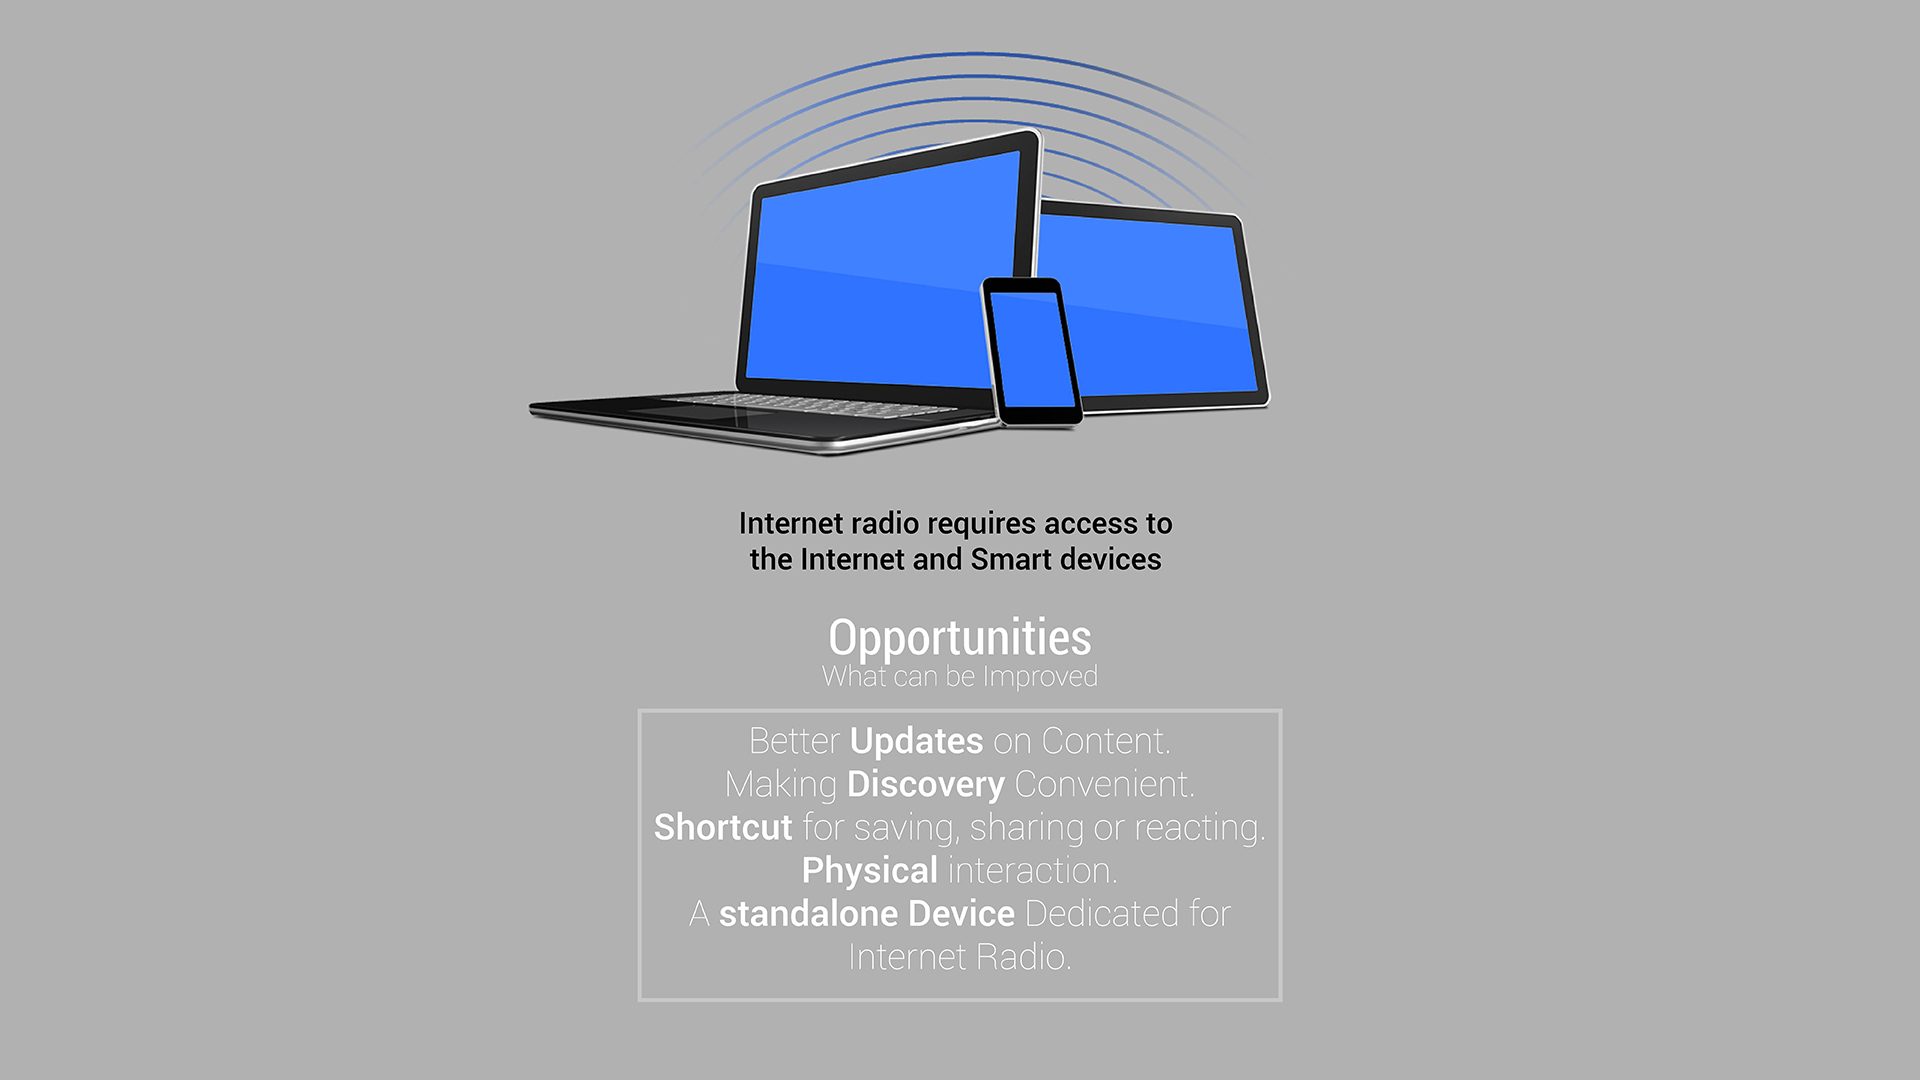 Internet radio requires access to
the Internet and Smart devices
Opportunities
What can be Improved
Better Updates on Content.
Making Discovery Convenient.
Shortcut for saving, sharing or reacting.
Physical interaction.
A standalone Device Dedicated for
Internet Radio.